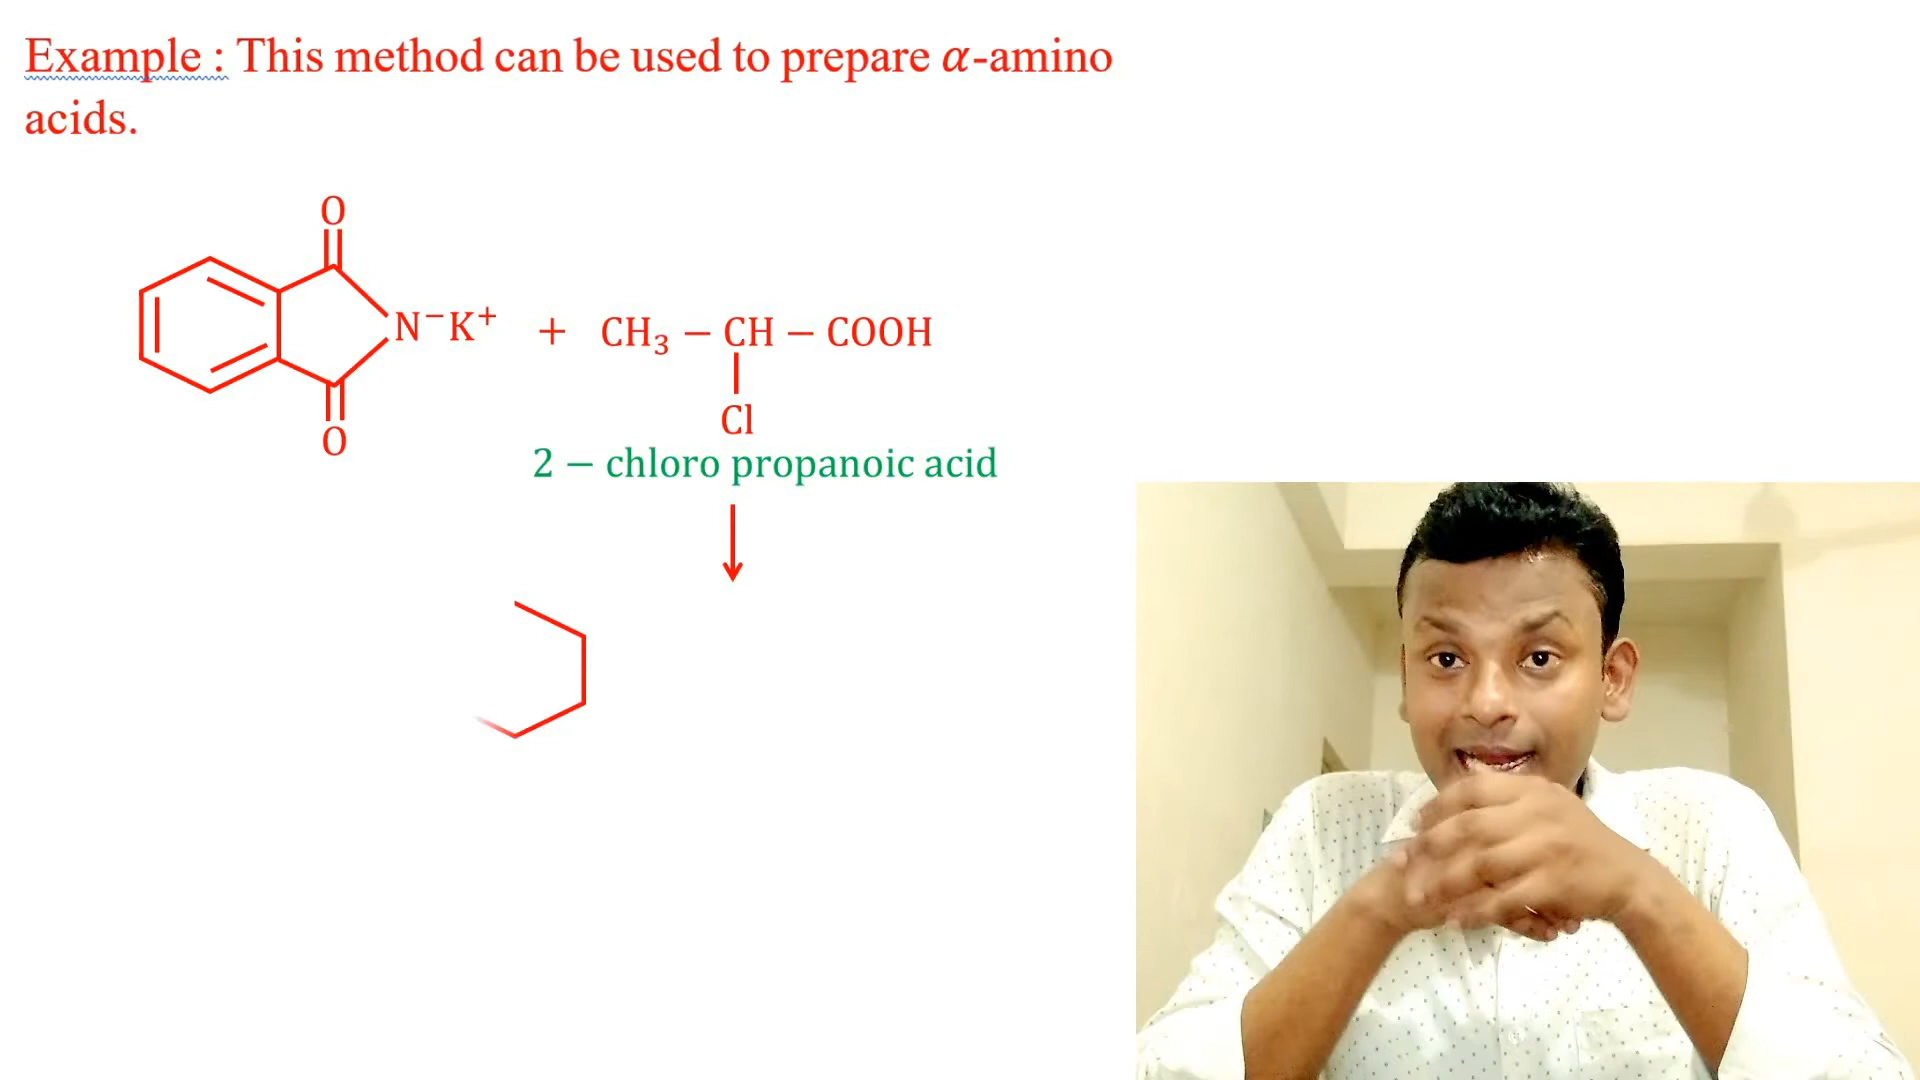 Example : This method can be used to prepare α-amino
acids.
O
N⁻K⁺ + CH₃ − CH − COOH
Cl
O
2 − chloro propanoic acid